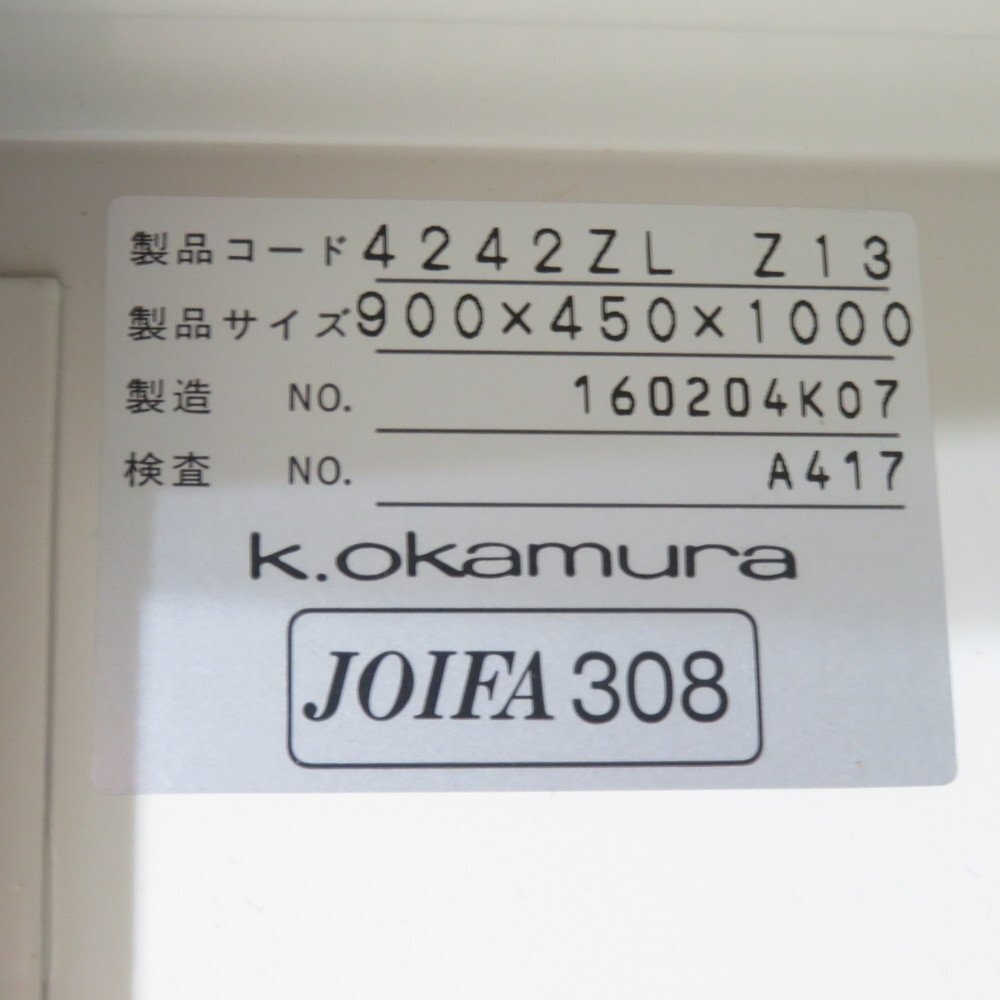 製品コード 4242ZL Z13
製品サイズ 900×450×1000
製造 NO. 160204K07
検査 NO. A417
k.okamura
JOIFA 308